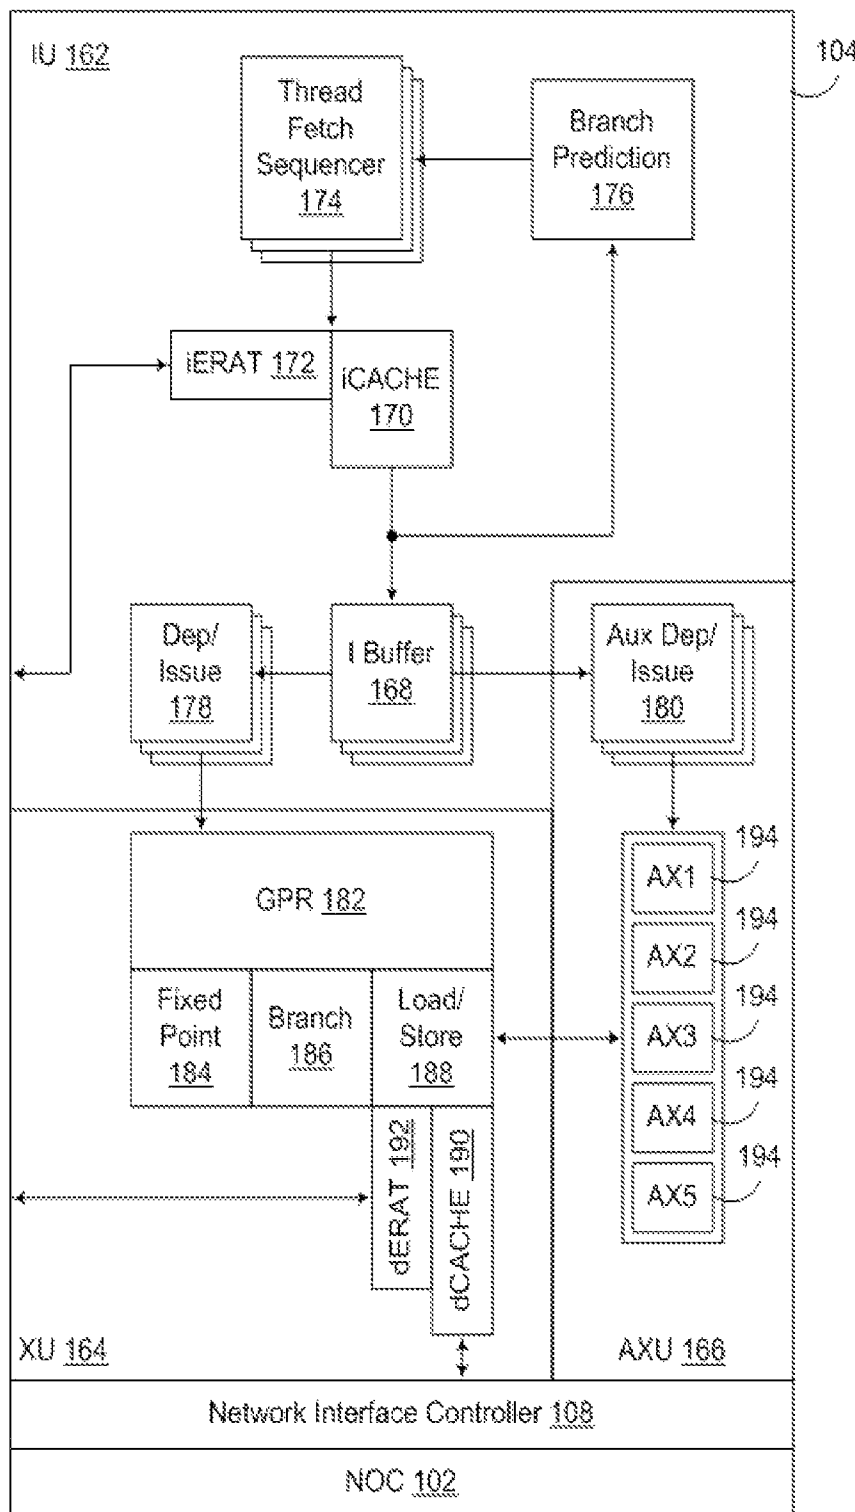 IU 162
104
Thread
Fetch
Sequencer
174
Branch
Prediction
176
iERAT 172
iCACHE
170
Dep/
Issue
178
I Buffer
168
Aux Dep/
Issue
180
GPR 182
Fixed
Point
184
Branch
186
Load/
Store
188
dERAT 192
dCACHE 190
AX1
194
AX2
194
AX3
194
AX4
194
AX5
194
XU 164
AXU 166
Network Interface Controller 108
NOC 102